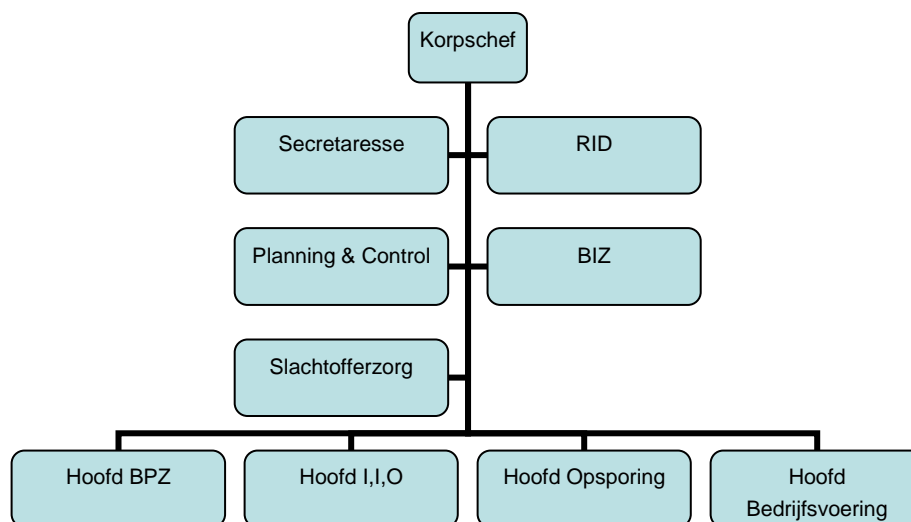 Korpschef
Secretaresse
RID
Planning & Control
BIZ
Slachtofferzorg
Hoofd BPZ
Hoofd I,I,O
Hoofd Opsporing
Hoofd
Bedrijfsvoering